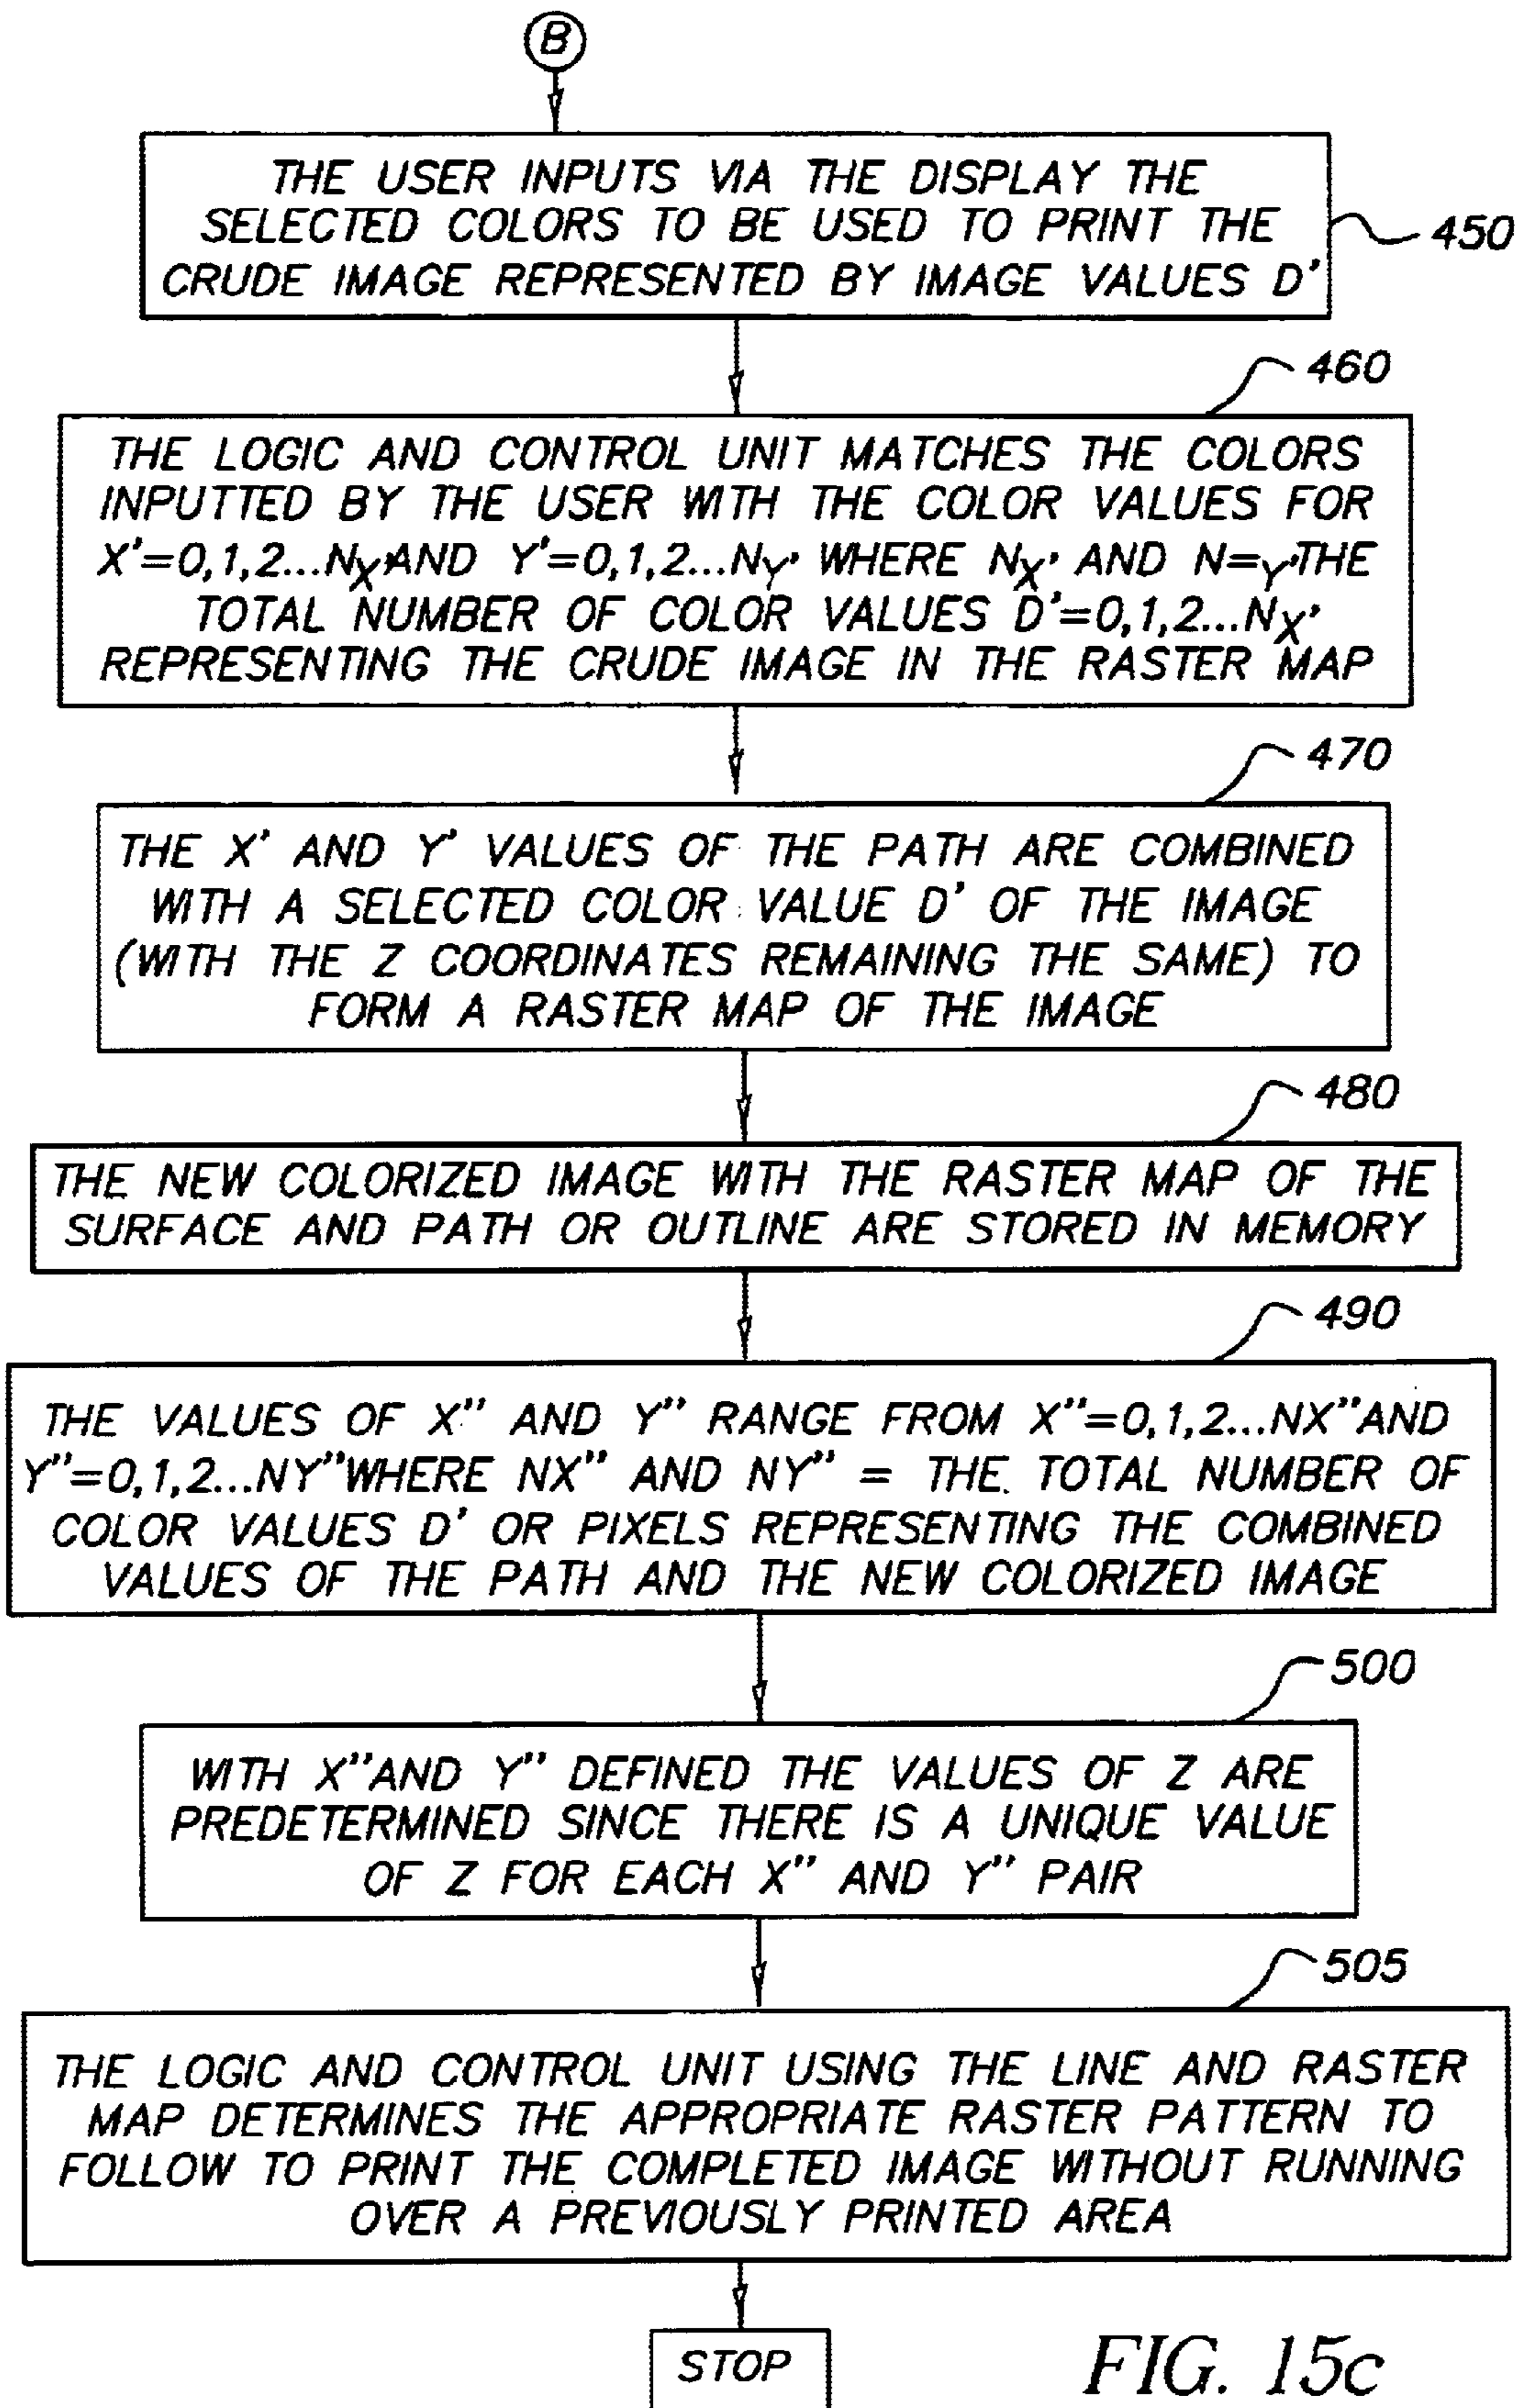 B
THE USER INPUTS VIA THE DISPLAY THE
SELECTED COLORS TO BE USED TO PRINT THE
CRUDE IMAGE REPRESENTED BY IMAGE VALUES D'
450
460
THE LOGIC AND CONTROL UNIT MATCHES THE COLORS
INPUTTED BY THE USER WITH THE COLOR VALUES FOR
X'=0,1,2...NX' AND Y'=0,1,2...NY' WHERE NX' AND N=Y' THE
TOTAL NUMBER OF COLOR VALUES D'=0,1,2...NX'
REPRESENTING THE CRUDE IMAGE IN THE RASTER MAP
470
THE X' AND Y' VALUES OF THE PATH ARE COMBINED
WITH A SELECTED COLOR VALUE D' OF THE IMAGE
(WITH THE Z COORDINATES REMAINING THE SAME) TO
FORM A RASTER MAP OF THE IMAGE
480
THE NEW COLORIZED IMAGE WITH THE RASTER MAP OF THE
SURFACE AND PATH OR OUTLINE ARE STORED IN MEMORY
490
THE VALUES OF X" AND Y" RANGE FROM X"=0,1,2...NX" AND
Y"=0,1,2...NY" WHERE NX" AND NY" = THE TOTAL NUMBER OF
COLOR VALUES D' OR PIXELS REPRESENTING THE COMBINED
VALUES OF THE PATH AND THE NEW COLORIZED IMAGE
500
WITH X" AND Y" DEFINED THE VALUES OF Z ARE
PREDETERMINED SINCE THERE IS A UNIQUE VALUE
OF Z FOR EACH X" AND Y" PAIR
505
THE LOGIC AND CONTROL UNIT USING THE LINE AND RASTER
MAP DETERMINES THE APPROPRIATE RASTER PATTERN TO
FOLLOW TO PRINT THE COMPLETED IMAGE WITHOUT RUNNING
OVER A PREVIOUSLY PRINTED AREA
STOP
FIG. 15c